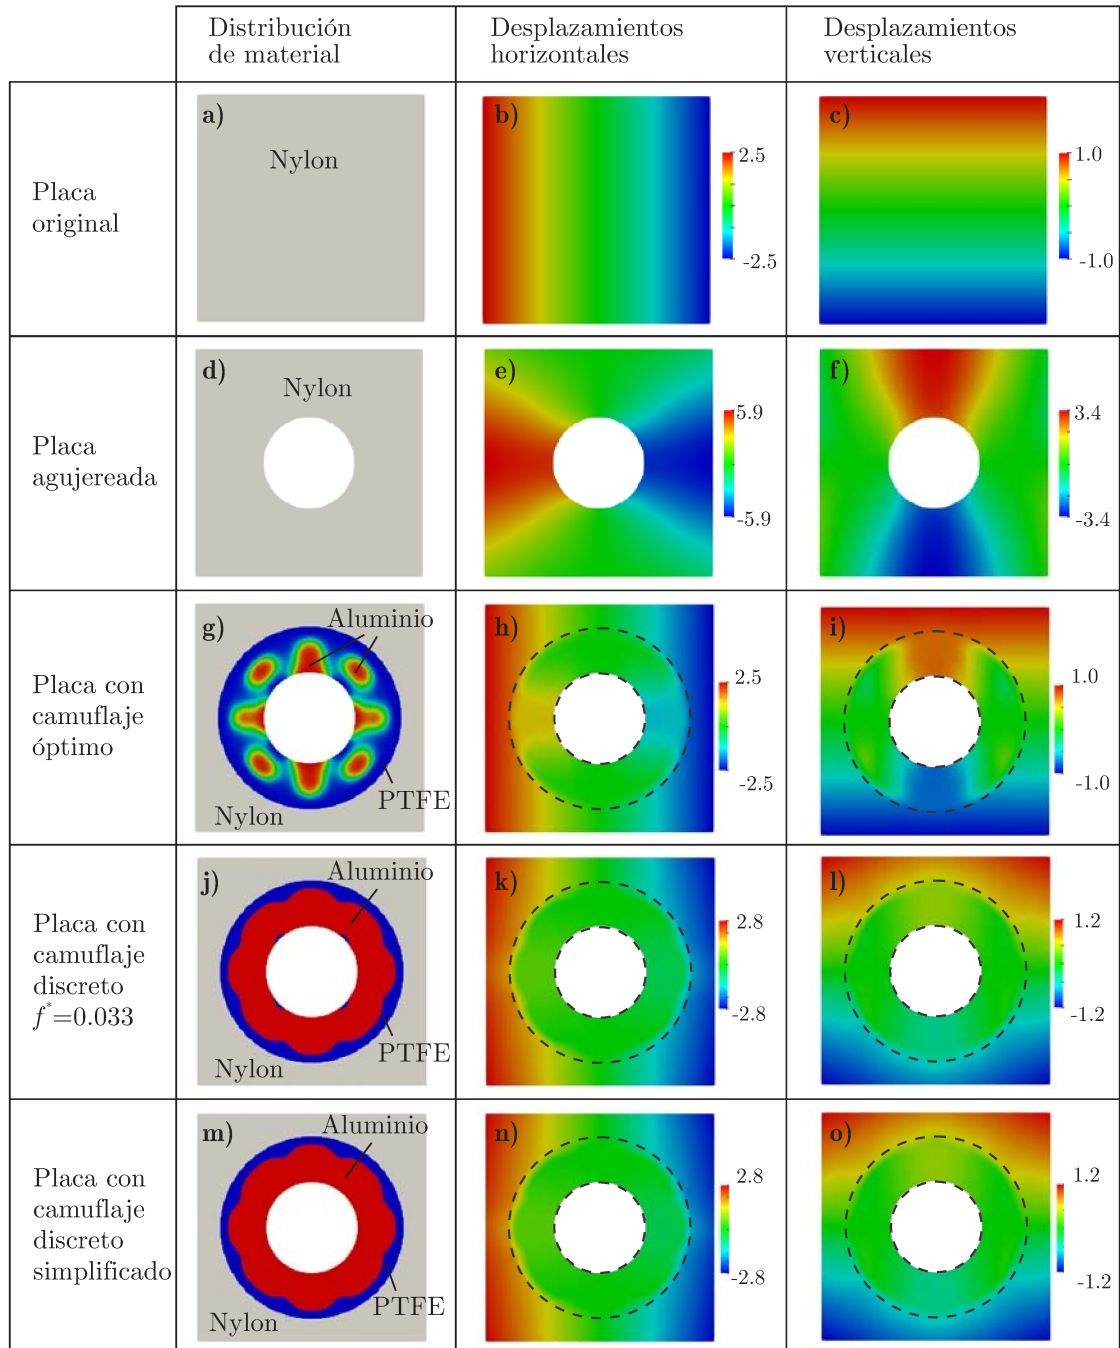 Distribución
de material
Desplazamientos
horizontales
Desplazamientos
verticales
Placa
original
a)
Nylon
b)
2.5
-2.5
c)
1.0
-1.0
Placa
agujereada
d)
Nylon
e)
5.9
-5.9
f)
3.4
-3.4
Placa con
camuflaje
óptimo
g)
Aluminio
PTFE
Nylon
h)
2.5
-2.5
i)
1.0
-1.0
Placa con
camuflaje
discreto
f*=0.033
j)
Aluminio
PTFE
Nylon
k)
2.8
-2.8
l)
1.2
-1.2
Placa con
camuflaje
discreto
simplificado
m)
Aluminio
PTFE
Nylon
n)
2.8
-2.8
o)
1.2
-1.2